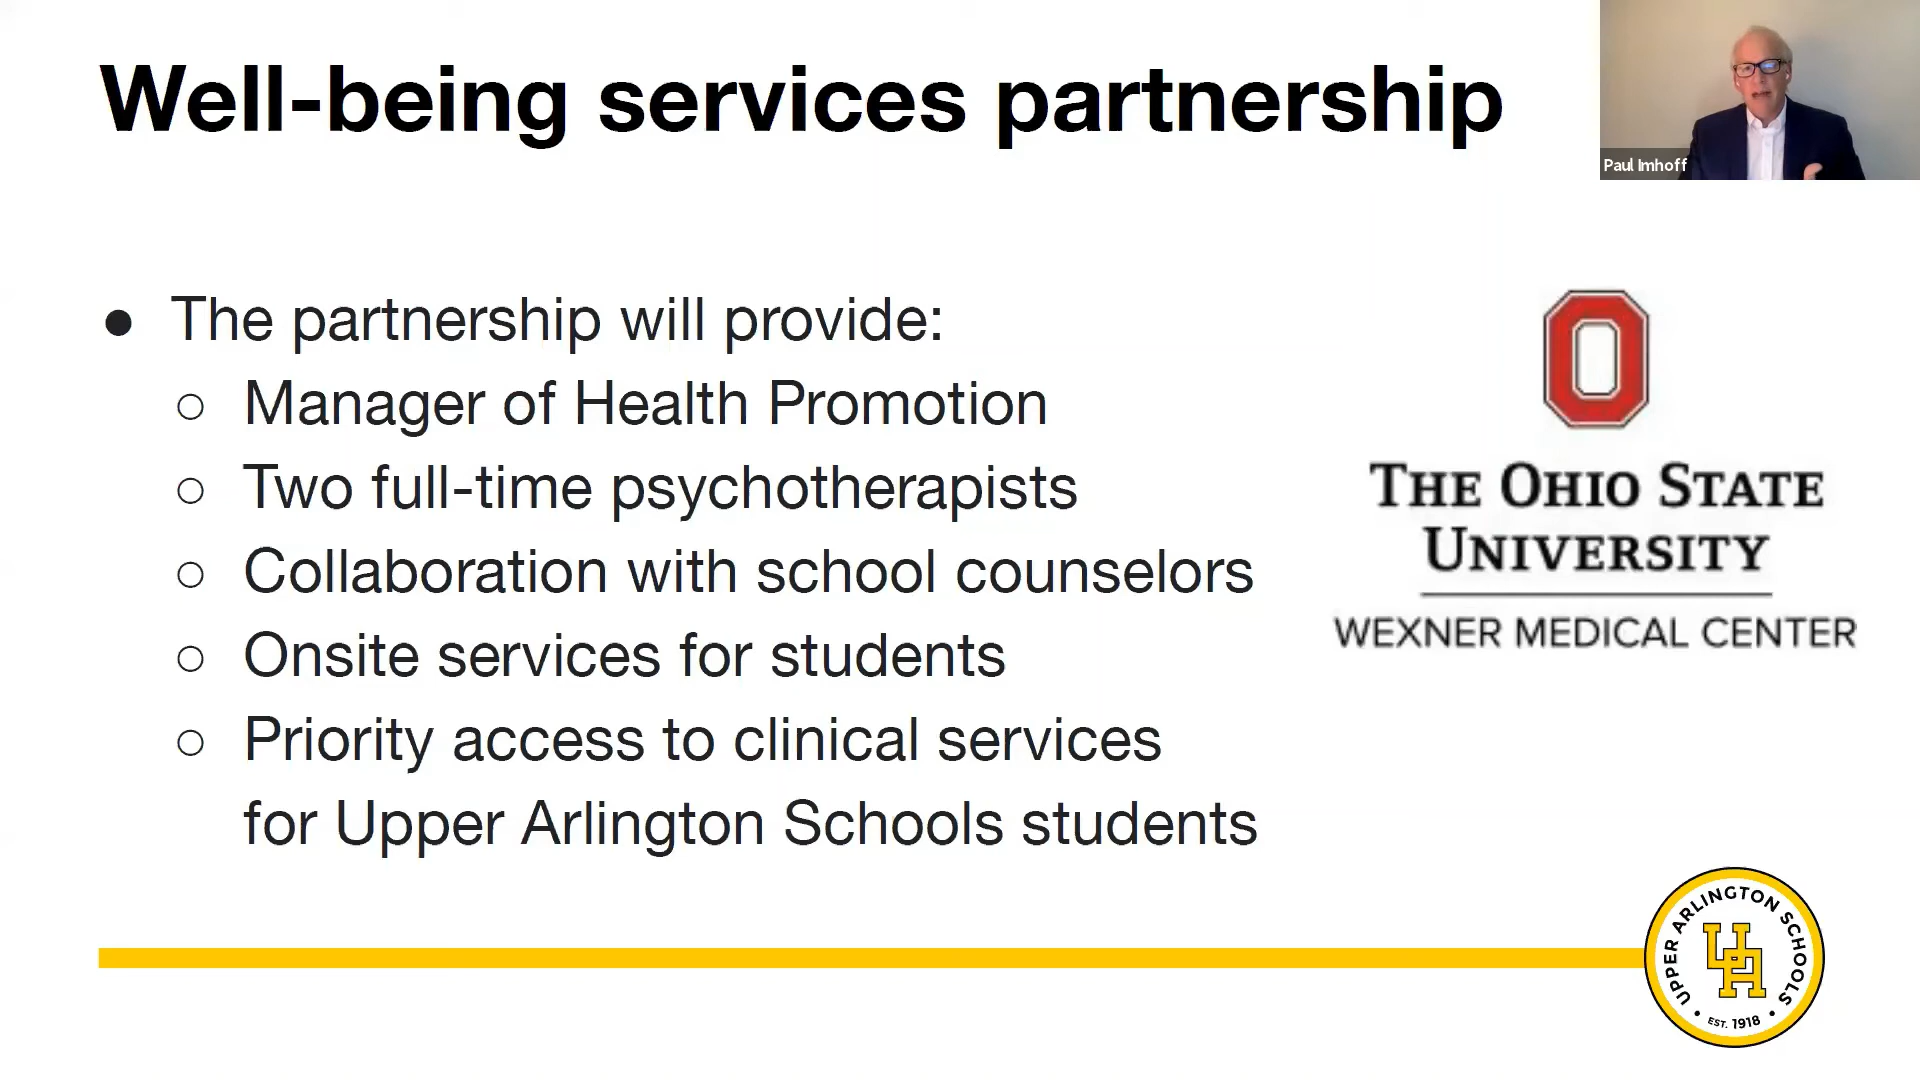 Well-being services partnership
Paul Imhoff
● The partnership will provide:
○ Manager of Health Promotion
○ Two full-time psychotherapists
○ Collaboration with school counselors
○ Onsite services for students
○ Priority access to clinical services
for Upper Arlington Schools students
O
THE OHIO STATE
UNIVERSITY
WEXNER MEDICAL CENTER
UPPER ARLINGTON SCHOOLS
UA
• EST. 1918 •